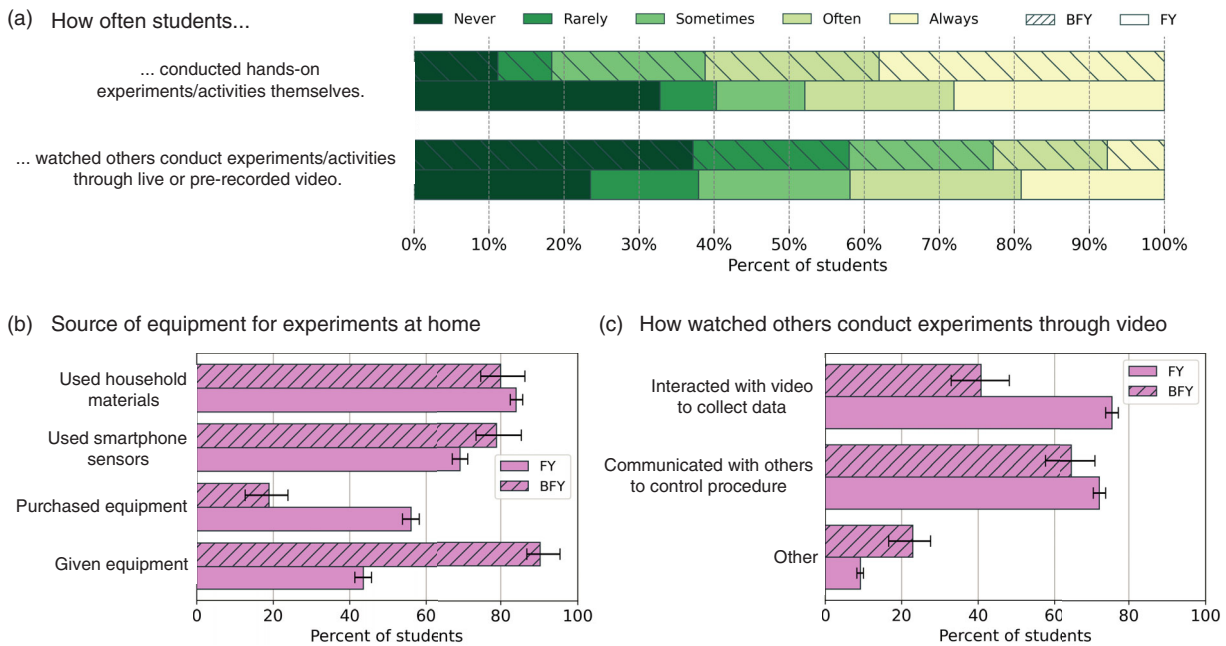 (a) How often students...
Never Rarely Sometimes Often Always BFY FY
... conducted hands-on
experiments/activities themselves.
... watched others conduct experiments/activities
through live or pre-recorded video.
0% 10% 20% 30% 40% 50% 60% 70% 80% 90% 100%
Percent of students
(b) Source of equipment for experiments at home
Used household
materials
Used smartphone
sensors
Purchased equipment
Given equipment
FY
BFY
0 20 40 60 80 100
Percent of students
(c) How watched others conduct experiments through video
Interacted with video
to collect data
Communicated with others
to control procedure
Other
FY
BFY
0 20 40 60 80 100
Percent of students